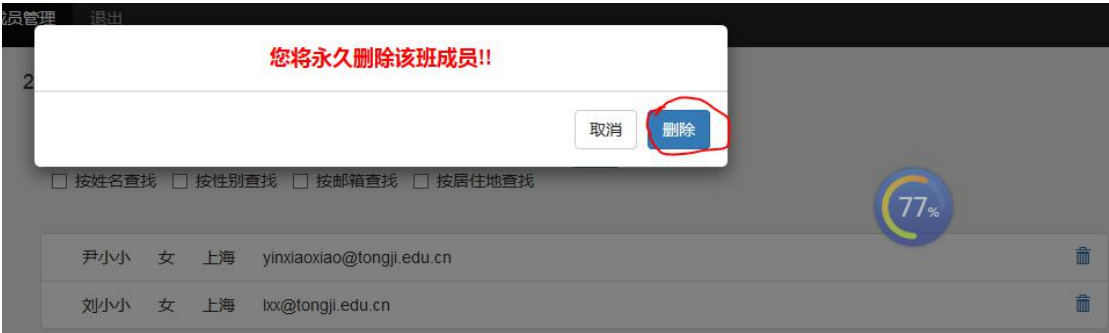 成员管理 退出
您将永久删除该班成员!!
2
取消 删除
按姓名查找 按性别查找 按邮箱查找 按居住地查找
77%
尹小小 女 上海 yinxiaoxiao@tongji.edu.cn
刘小小 女 上海 lxx@tongji.edu.cn